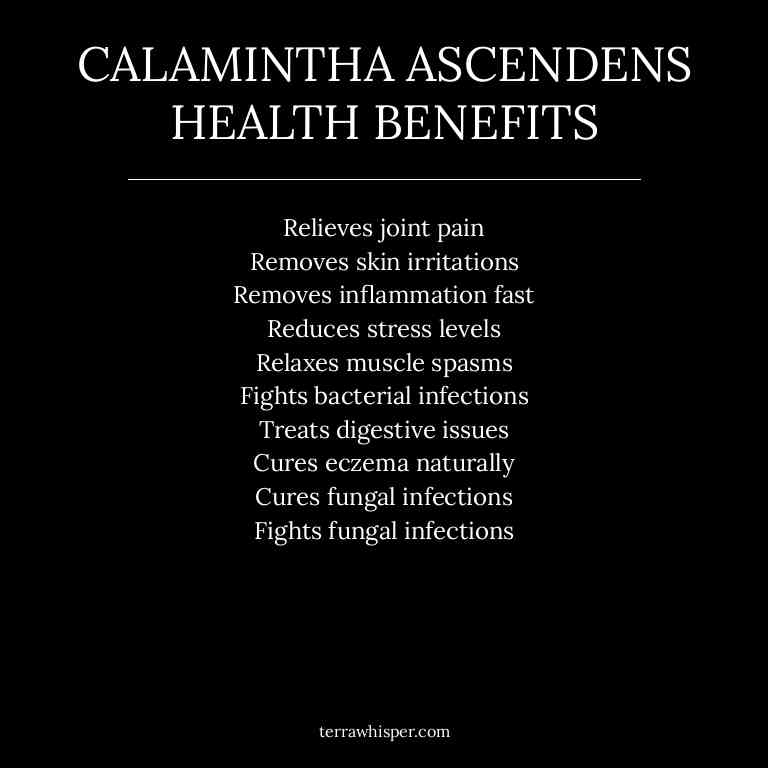 CALAMINTHA ASCENDENS
HEALTH BENEFITS
Relieves joint pain
Removes skin irritations
Removes inflammation fast
Reduces stress levels
Relaxes muscle spasms
Fights bacterial infections
Treats digestive issues
Cures eczema naturally
Cures fungal infections
Fights fungal infections
terrawhisper.com